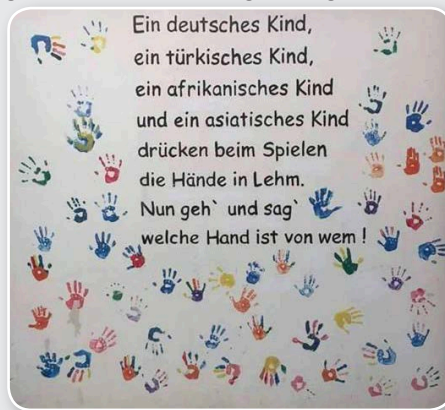 Ein deutsches Kind,
ein türkisches Kind,
ein afrikanisches Kind
und ein asiatisches Kind
drücken beim Spielen
die Hände in Lehm.
Nun geh` und sag`
welche Hand ist von wem !